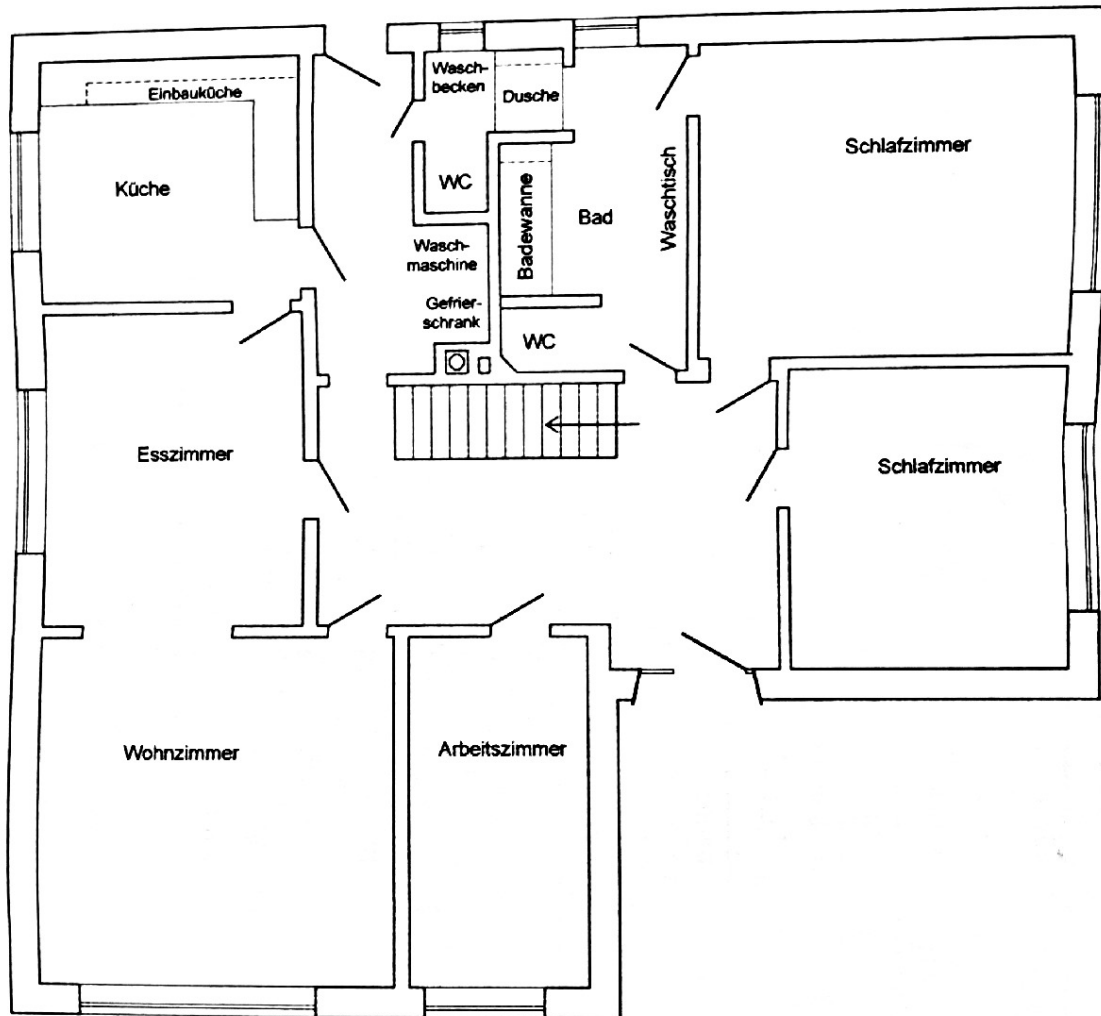 Wasch-
becken
Einbauküche
Dusche
Schlafzimmer
Küche
WC
Badewanne
Bad
Waschtisch
Wasch-
maschine
Gefrier-
schrank
WC
Esszimmer
Schlafzimmer
Wohnzimmer
Arbeitszimmer